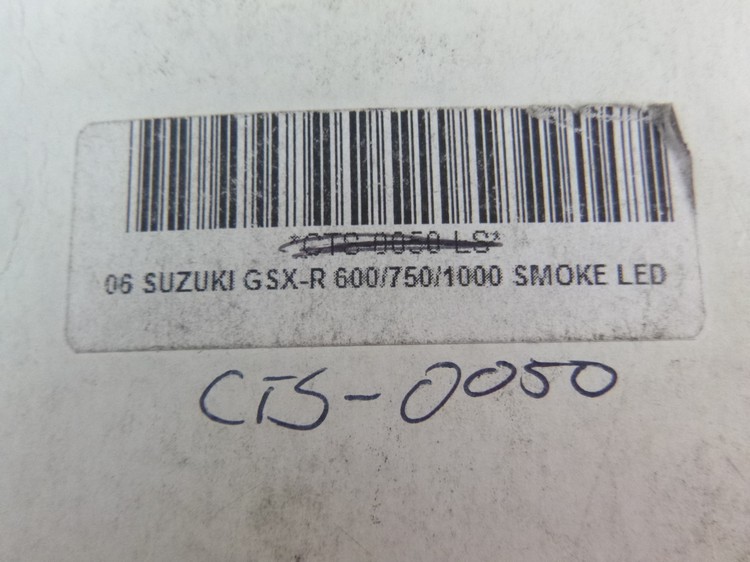 *CTS-0050-LS*
06 SUZUKI GSX-R 600/750/1000 SMOKE LED
CTS-0050